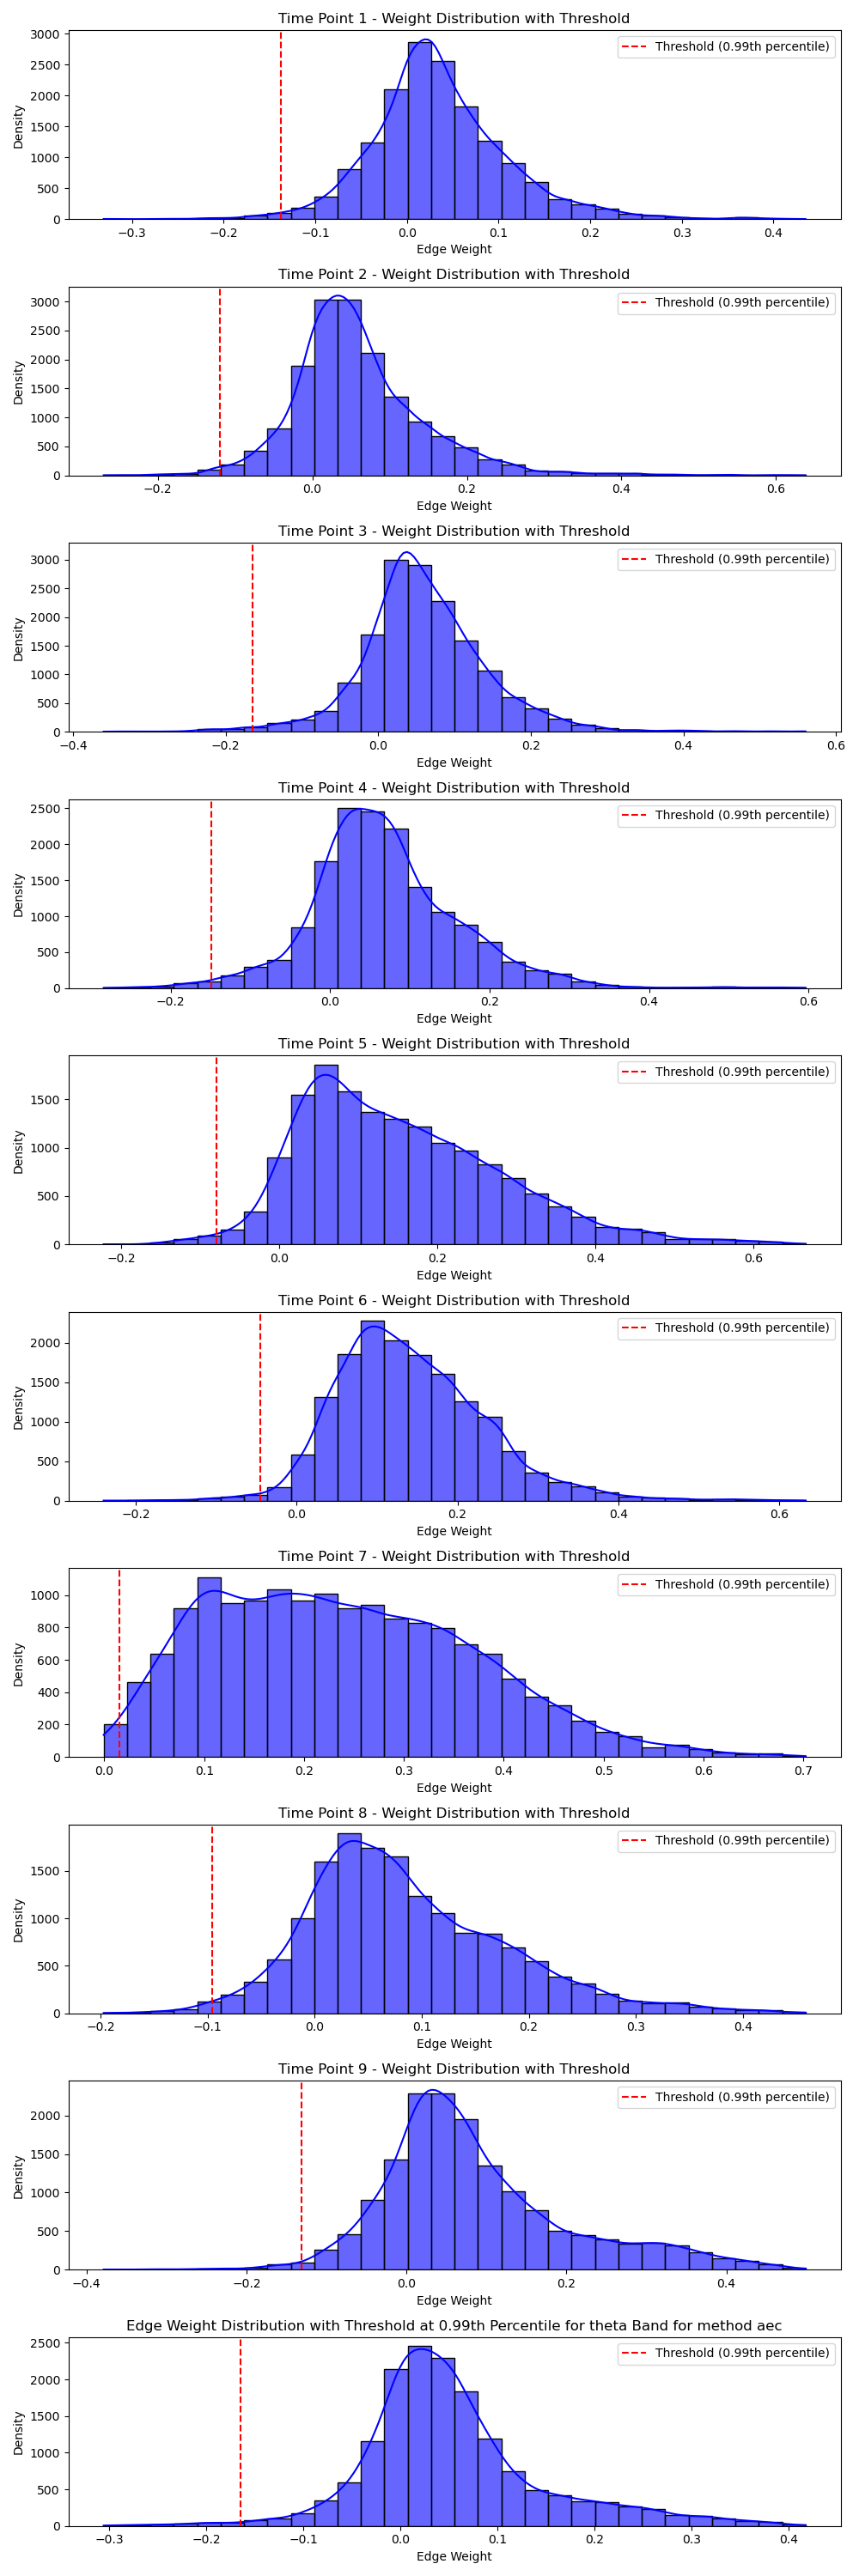 Time Point 1 - Weight Distribution with Threshold
Threshold (0.99th percentile)
Density
3000
2500
2000
1500
1000
500
0
−0.3 −0.2 −0.1 0.0 0.1 0.2 0.3 0.4
Edge Weight
Time Point 2 - Weight Distribution with Threshold
Threshold (0.99th percentile)
Density
3000
2500
2000
1500
1000
500
0
−0.2 0.0 0.2 0.4 0.6
Edge Weight
Time Point 3 - Weight Distribution with Threshold
Threshold (0.99th percentile)
Density
3000
2500
2000
1500
1000
500
0
−0.4 −0.2 0.0 0.2 0.4 0.6
Edge Weight
Time Point 4 - Weight Distribution with Threshold
Threshold (0.99th percentile)
Density
2500
2000
1500
1000
500
0
−0.2 0.0 0.2 0.4 0.6
Edge Weight
Time Point 5 - Weight Distribution with Threshold
Threshold (0.99th percentile)
Density
1500
1000
500
0
−0.2 0.0 0.2 0.4 0.6
Edge Weight
Time Point 6 - Weight Distribution with Threshold
Threshold (0.99th percentile)
Density
2000
1500
1000
500
0
−0.2 0.0 0.2 0.4 0.6
Edge Weight
Time Point 7 - Weight Distribution with Threshold
Threshold (0.99th percentile)
Density
1000
800
600
400
200
0
0.0 0.1 0.2 0.3 0.4 0.5 0.6 0.7
Edge Weight
Time Point 8 - Weight Distribution with Threshold
Threshold (0.99th percentile)
Density
1500
1000
500
0
−0.2 −0.1 0.0 0.1 0.2 0.3 0.4
Edge Weight
Time Point 9 - Weight Distribution with Threshold
Threshold (0.99th percentile)
Density
2000
1500
1000
500
0
−0.4 −0.2 0.0 0.2 0.4
Edge Weight
Edge Weight Distribution with Threshold at 0.99th Percentile for theta Band for method aec
Threshold (0.99th percentile)
Density
2500
2000
1500
1000
500
0
−0.3 −0.2 −0.1 0.0 0.1 0.2 0.3 0.4
Edge Weight